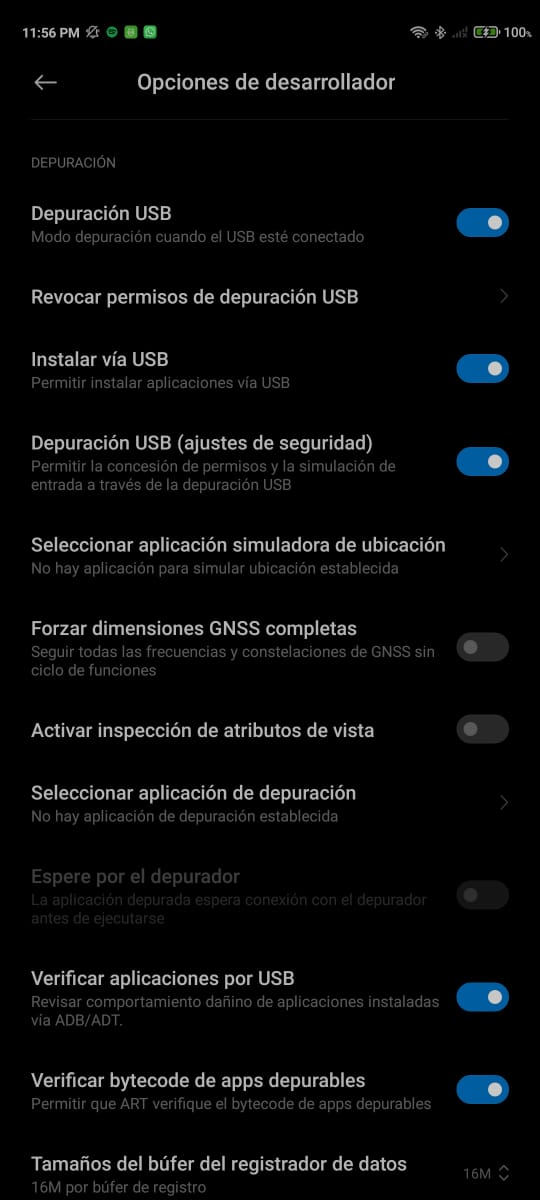 11:56 PM 100%
Opciones de desarrollador
DEPURACIÓN
Depuración USB
Modo depuración cuando el USB esté conectado
Revocar permisos de depuración USB
Instalar vía USB
Permitir instalar aplicaciones vía USB
Depuración USB (ajustes de seguridad)
Permitir la concesión de permisos y la simulación de
entrada a través de la depuración USB
Seleccionar aplicación simuladora de ubicación
No hay aplicación para simular ubicación establecida
Forzar dimensiones GNSS completas
Seguir todas las frecuencias y constelaciones de GNSS sin
ciclo de funciones
Activar inspección de atributos de vista
Seleccionar aplicación de depuración
No hay aplicación de depuración establecida
Espere por el depurador
La aplicación depurada espera conexión con el depurador
antes de ejecutarse
Verificar aplicaciones por USB
Revisar comportamiento dañino de aplicaciones instaladas
vía ADB/ADT.
Verificar bytecode de apps depurables
Permitir que ART verifique el bytecode de apps depurables
Tamaños del búfer del registrador de datos
16M
16M por búfer de registro